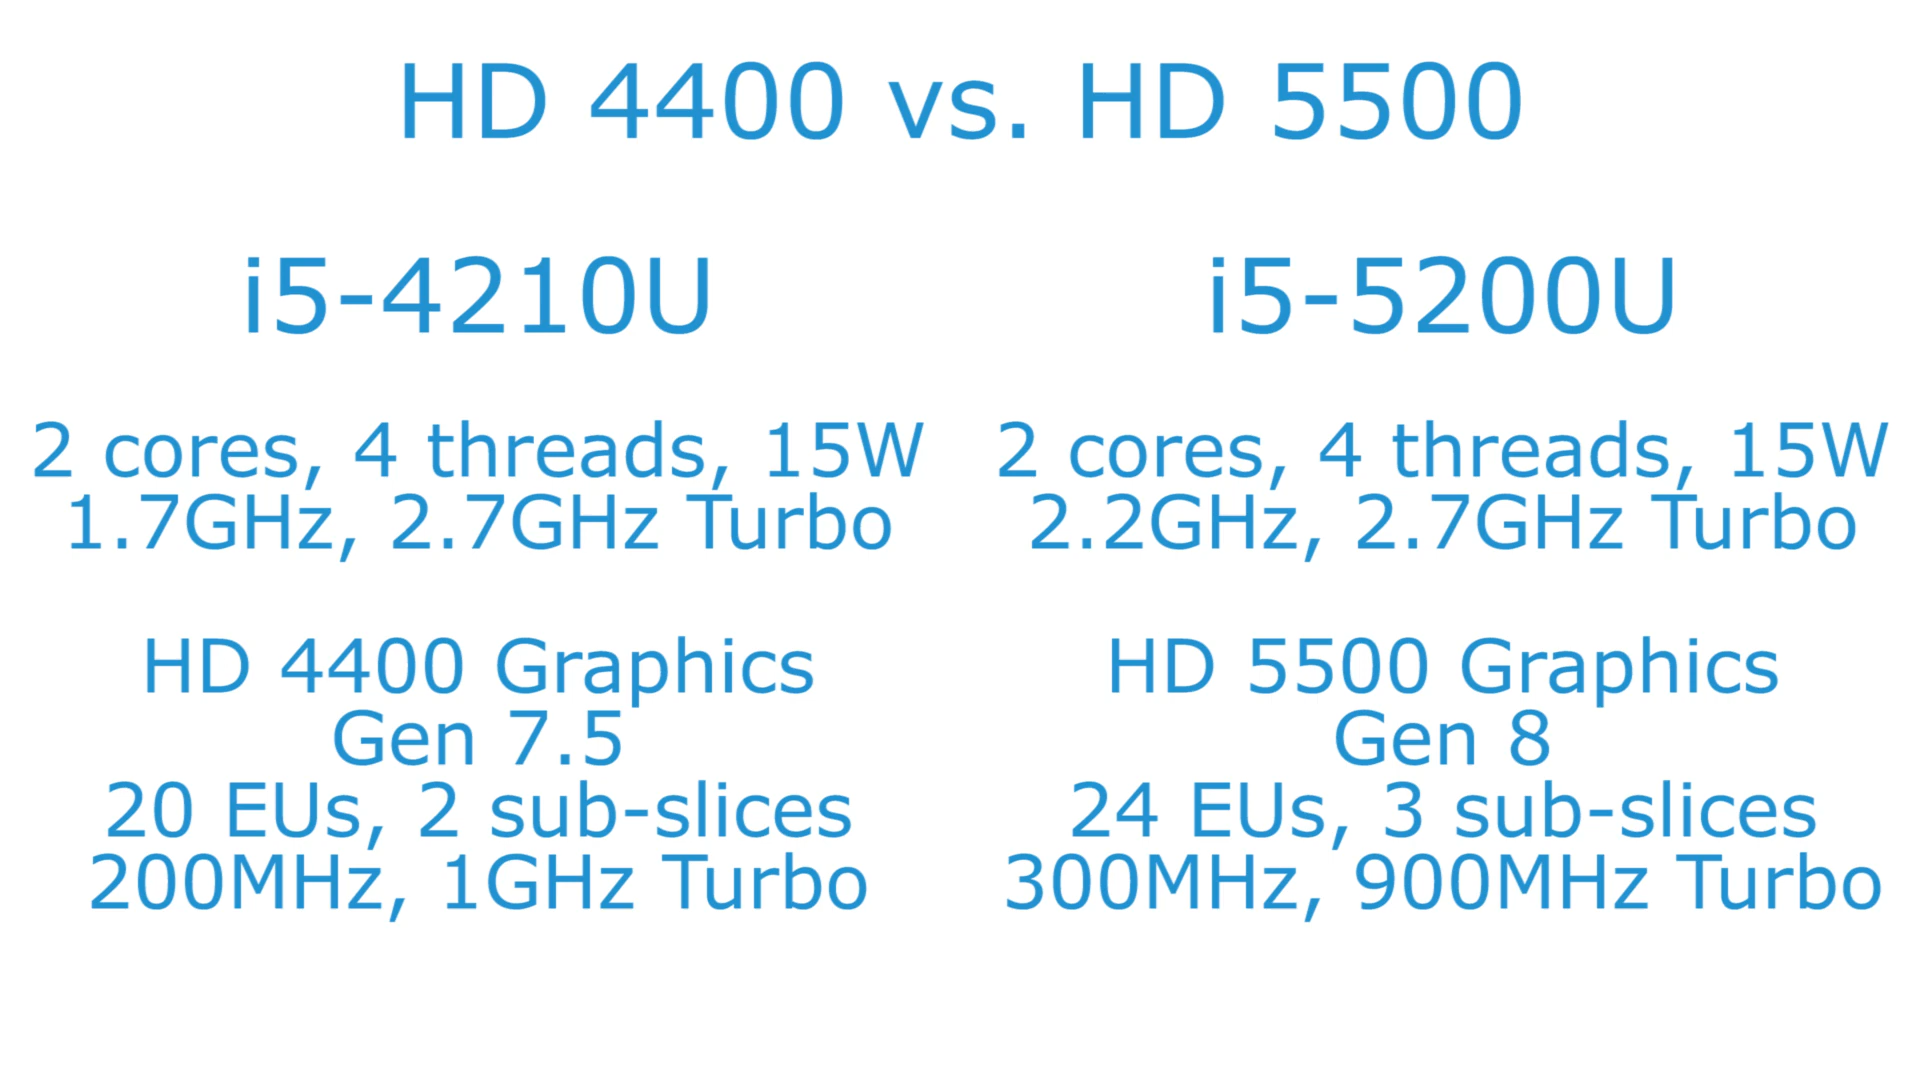 HD 4400 vs. HD 5500
i5-4210U
2 cores, 4 threads, 15W
1.7GHz, 2.7GHz Turbo
HD 4400 Graphics
Gen 7.5
20 EUs, 2 sub-slices
200MHz, 1GHz Turbo
i5-5200U
2 cores, 4 threads, 15W
2.2GHz, 2.7GHz Turbo
HD 5500 Graphics
Gen 8
24 EUs, 3 sub-slices
300MHz, 900MHz Turbo